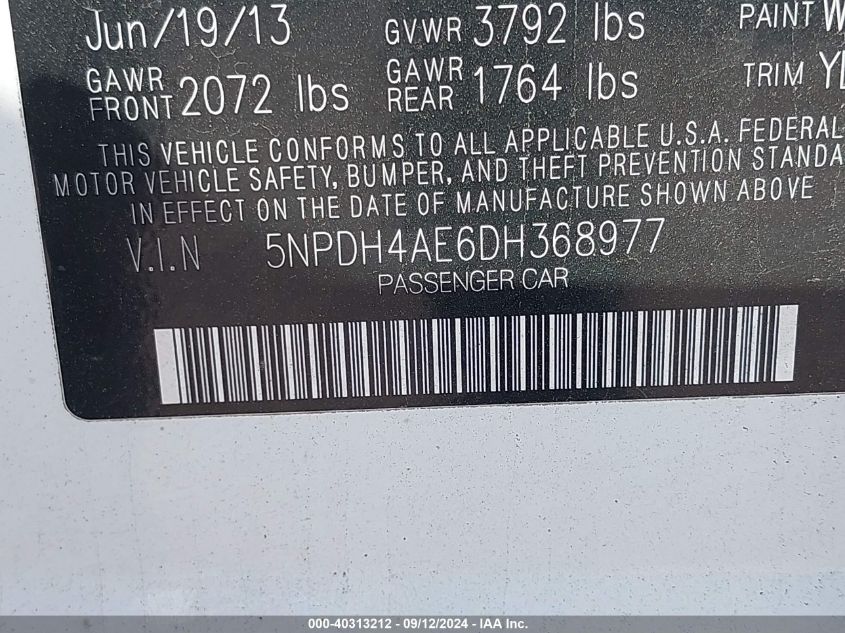 Jun/19/13 GVWR 3792 lbs PAINT W
GAWR FRONT 2072 lbs GAWR REAR 1764 lbs TRIM
THIS VEHICLE CONFORMS TO ALL APPLICABLE U.S.A. FEDERAL
MOTOR VEHICLE SAFETY, BUMPER, AND THEFT PREVENTION STANDA
IN EFFECT ON THE DATE OF MANUFACTURE SHOWN ABOVE
V.I.N 5NPDH4AE6DH368977
PASSENGER CAR
000-40313212 - 09/12/2024 - IAA Inc.